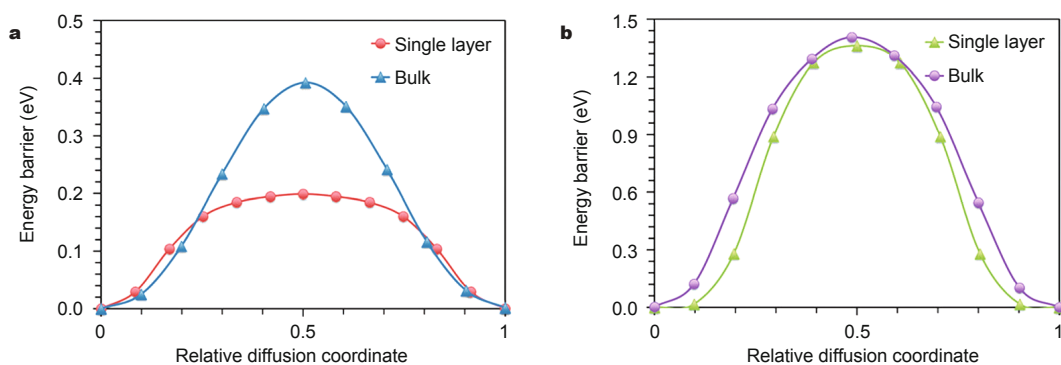 a
Energy barrier (eV)
0.5
0.4
0.3
0.2
0.1
0.0
0
0.5
1
Relative diffusion coordinate
Single layer
Bulk
b
Energy barrier (eV)
1.5
1.2
0.9
0.6
0.3
0.0
0
0.5
1
Relative diffusion coordinate
Single layer
Bulk